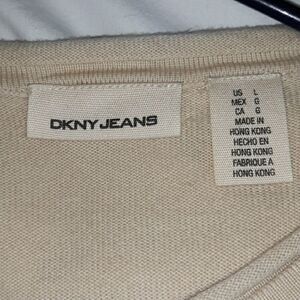 DKNY JEANS
US L
MEX G
CA G
MADE IN
HONG KONG
HECHO EN
HONG KONG
FABRIQUE A
HONG KONG